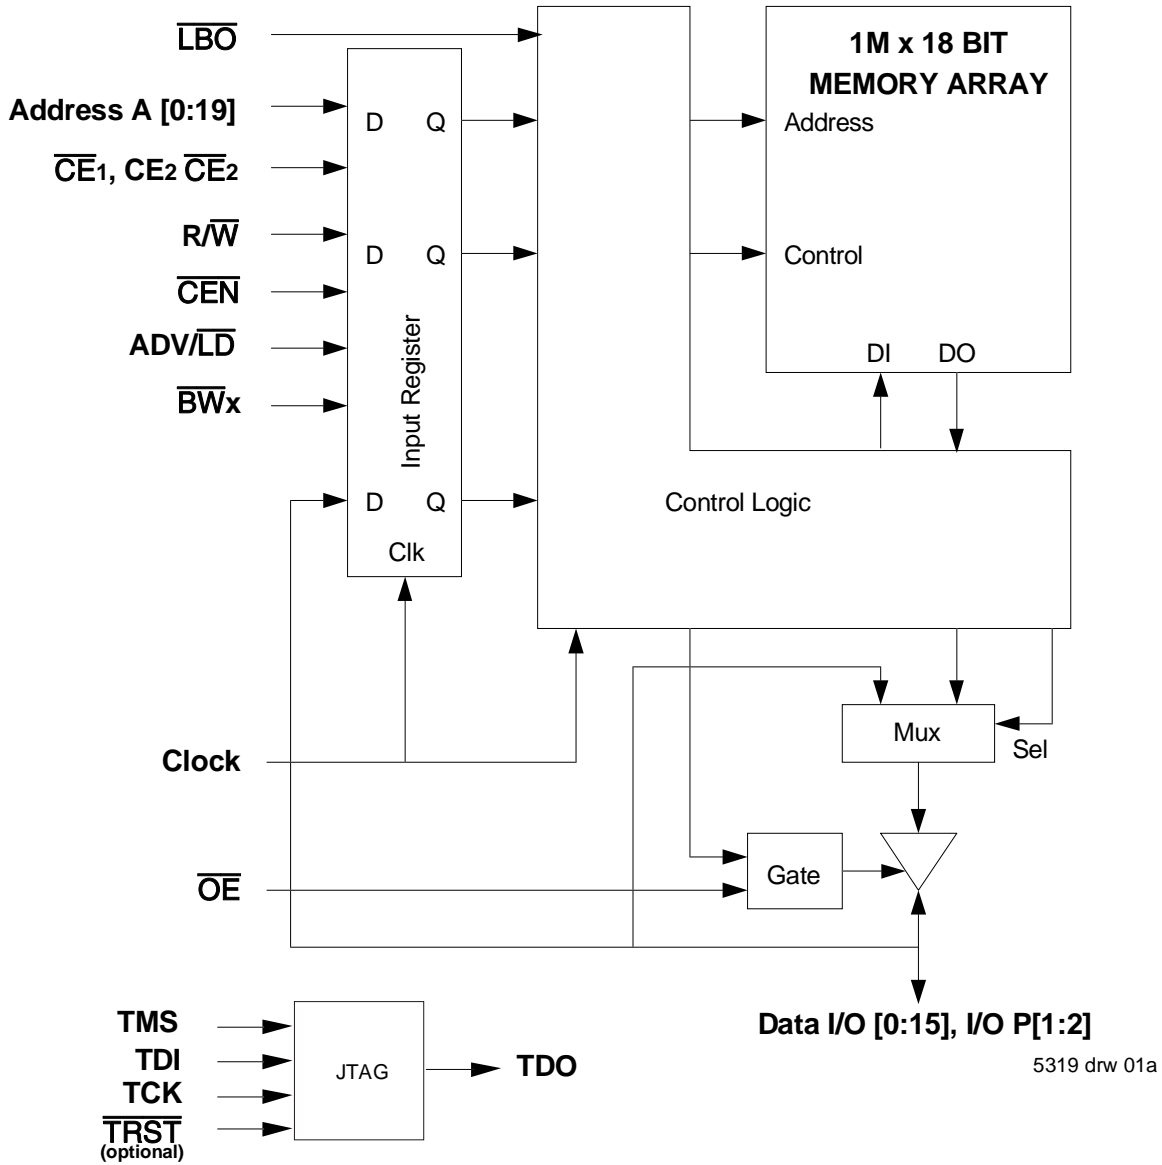 LBO
1M x 18 BIT
MEMORY ARRAY
Address A [0:19]
D Q
Address
CE1, CE2 CE2
R/W
D Q
Control
CEN
Input Register
ADV/LD
DI DO
BWx
D Q
Control Logic
Clk
Mux
Sel
Clock
Gate
OE
Data I/O [0:15], I/O P[1:2]
TMS
TDI
JTAG
TDO
TCK
TRST
(optional)
5319 drw 01a